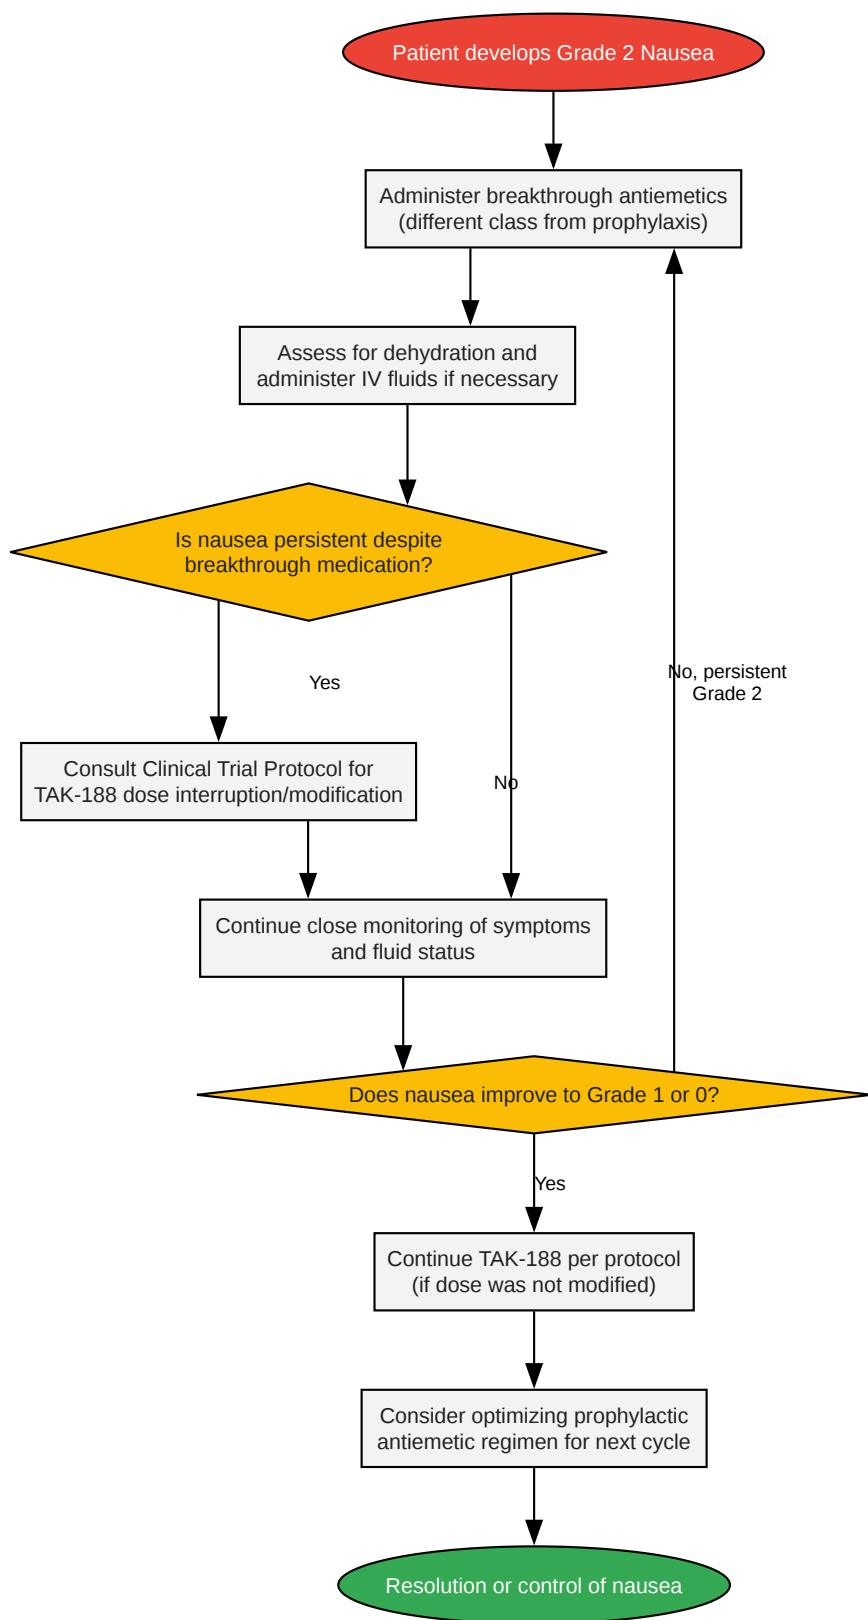 Patient develops Grade 2 Nausea
Administer breakthrough antiemetics
(different class from prophylaxis)
Assess for dehydration and
administer IV fluids if necessary
Is nausea persistent despite
breakthrough medication?
Yes
No, persistent
Grade 2
Consult Clinical Trial Protocol for
TAK-188 dose interruption/modification
No
Continue close monitoring of symptoms
and fluid status
Does nausea improve to Grade 1 or 0?
Yes
Continue TAK-188 per protocol
(if dose was not modified)
Consider optimizing prophylactic
antiemetic regimen for next cycle
Resolution or control of nausea